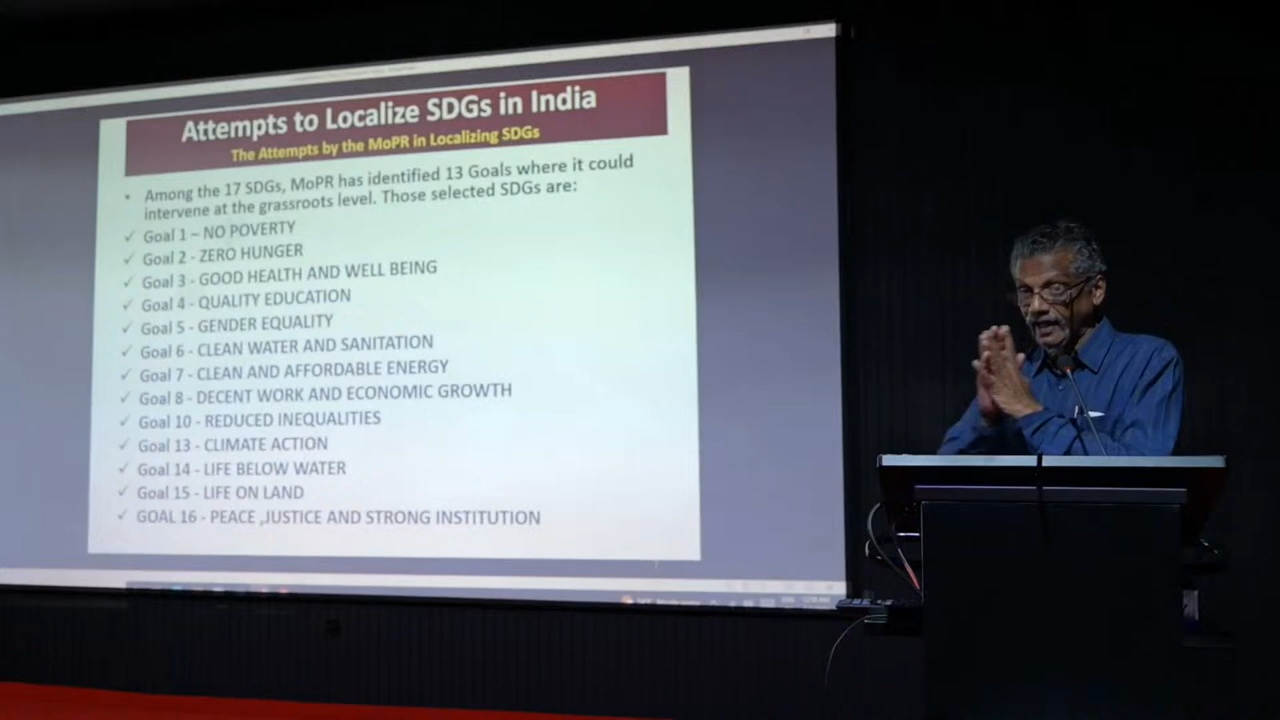 Attempts to Localize SDGs in India
The Attempts by the MoPR in Localizing SDGs
• Among the 17 SDGs, MoPR has identified 13 Goals where it could
intervene at the grassroots level. Those selected SDGs are:
✓ Goal 1 – NO POVERTY
✓ Goal 2 - ZERO HUNGER
✓ Goal 3 - GOOD HEALTH AND WELL BEING
✓ Goal 4 - QUALITY EDUCATION
✓ Goal 5 - GENDER EQUALITY
✓ Goal 6 - CLEAN WATER AND SANITATION
✓ Goal 7 - CLEAN AND AFFORDABLE ENERGY
✓ Goal 8 - DECENT WORK AND ECONOMIC GROWTH
✓ Goal 10 - REDUCED INEQUALITIES
✓ Goal 13 - CLIMATE ACTION
✓ Goal 14 - LIFE BELOW WATER
✓ Goal 15 - LIFE ON LAND
✓ GOAL 16 - PEACE ,JUSTICE AND STRONG INSTITUTION